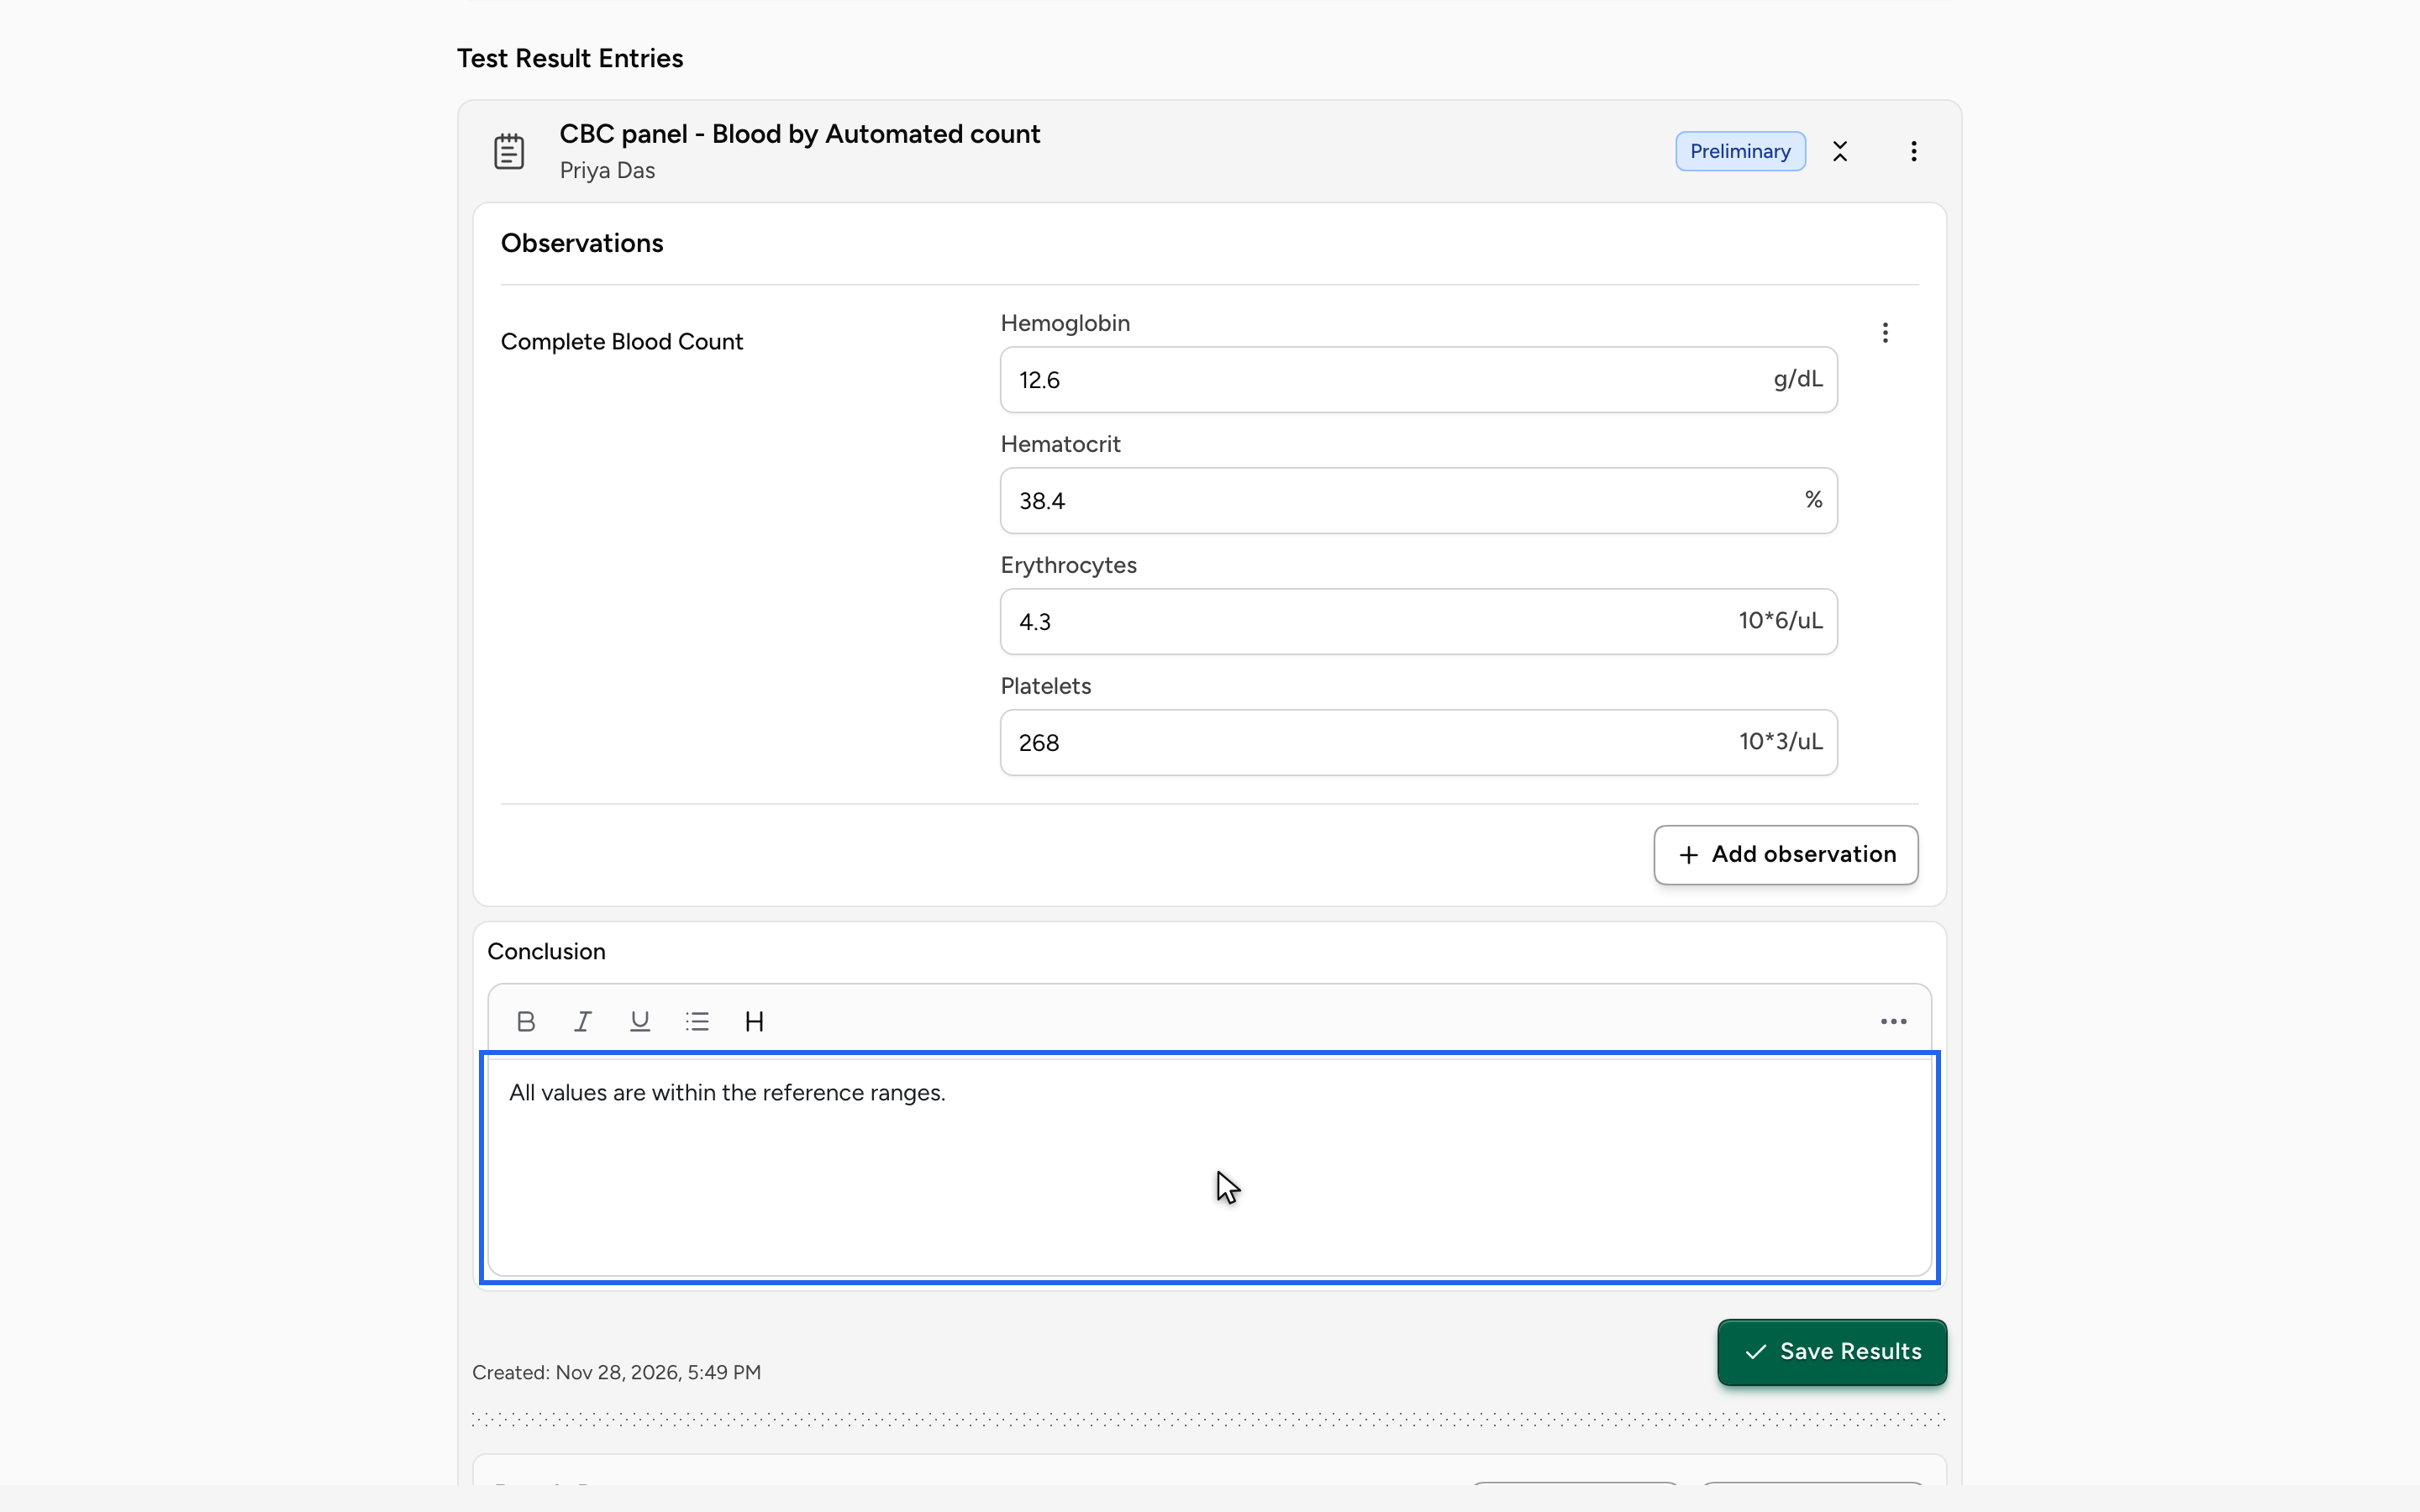 Test Result Entries
CBC panel - Blood by Automated count
Priya Das
Preliminary
Observations
Complete Blood Count
Hemoglobin
12.6 g/dL
Hematocrit
38.4 %
Erythrocytes
4.3 10*6/uL
Platelets
268 10*3/uL
+ Add observation
Conclusion
B I U H
All values are within the reference ranges.
Save Results
Created: Nov 28, 2026, 5:49 PM